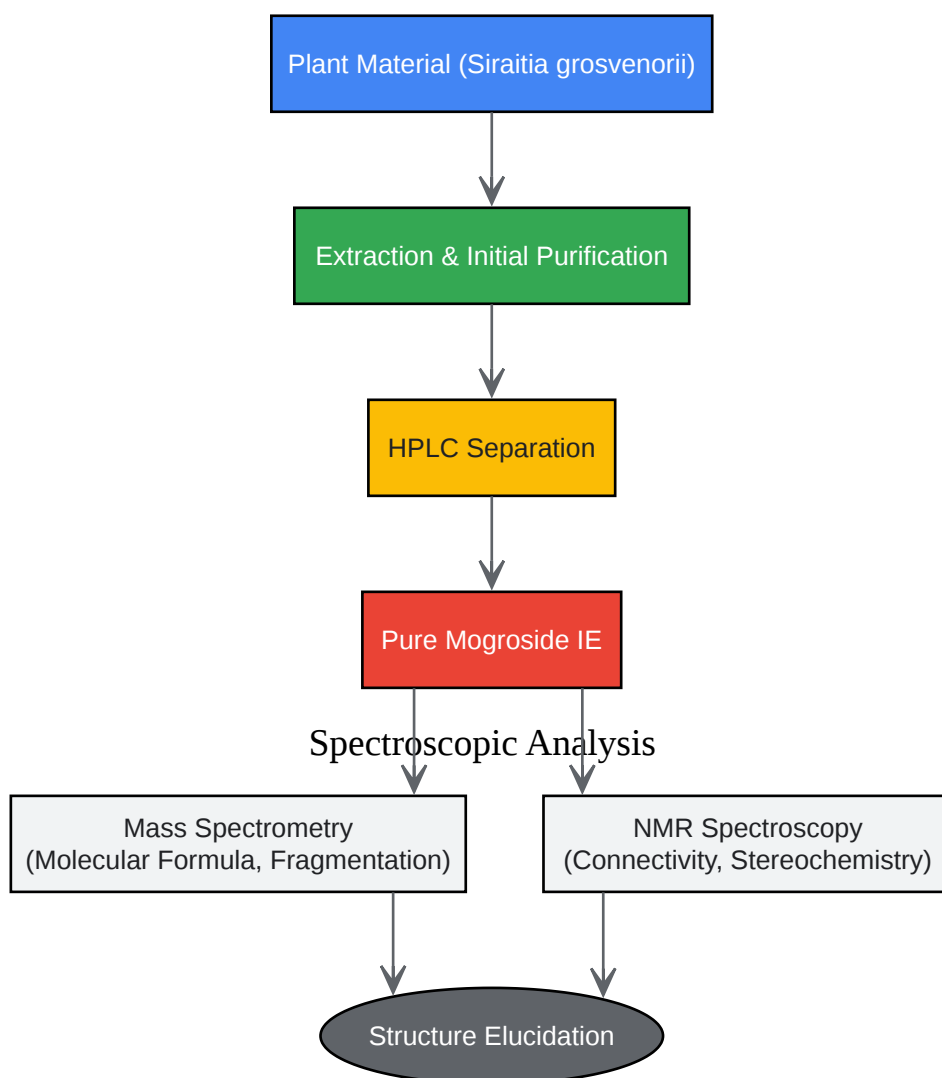 Plant Material (Siraitia grosvenorii)
Extraction & Initial Purification
HPLC Separation
Pure Mogroside IE
Spectroscopic Analysis
Mass Spectrometry
(Molecular Formula, Fragmentation)
NMR Spectroscopy
(Connectivity, Stereochemistry)
Structure Elucidation